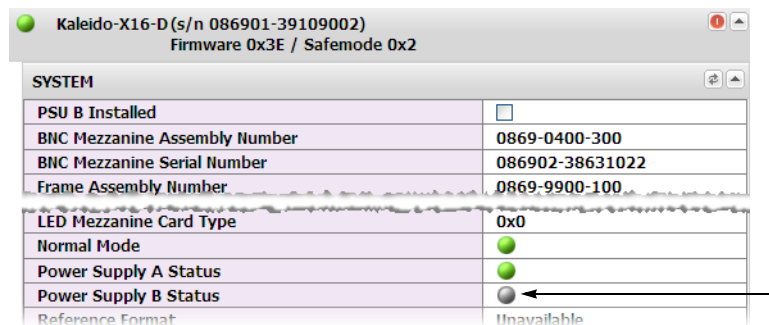 Kaleido-X16-D(s/n 086901-39109002)
Firmware 0x3E / Safemode 0x2
SYSTEM
PSU B Installed
BNC Mezzanine Assembly Number 0869-0400-300
BNC Mezzanine Serial Number 086902-38631022
Frame Assembly Number 0869-9900-100
LED Mezzanine Card Type 0x0
Normal Mode
Power Supply A Status
Power Supply B Status
Reference Format Unavailable